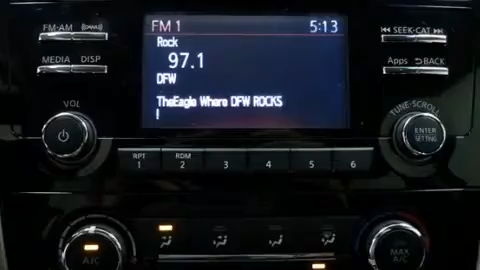 FM-AM
MEDIA DISP
VOL
FM 1 5:13
Rock
97.1
DFW
TheEagle Where DFW ROCKS
SEEK-CAT
Apps BACK
TUNE-SCROLL
ENTER
SETTING
RPT 1
RDM 2
3
4
5
6
A/C
MAX
A/C